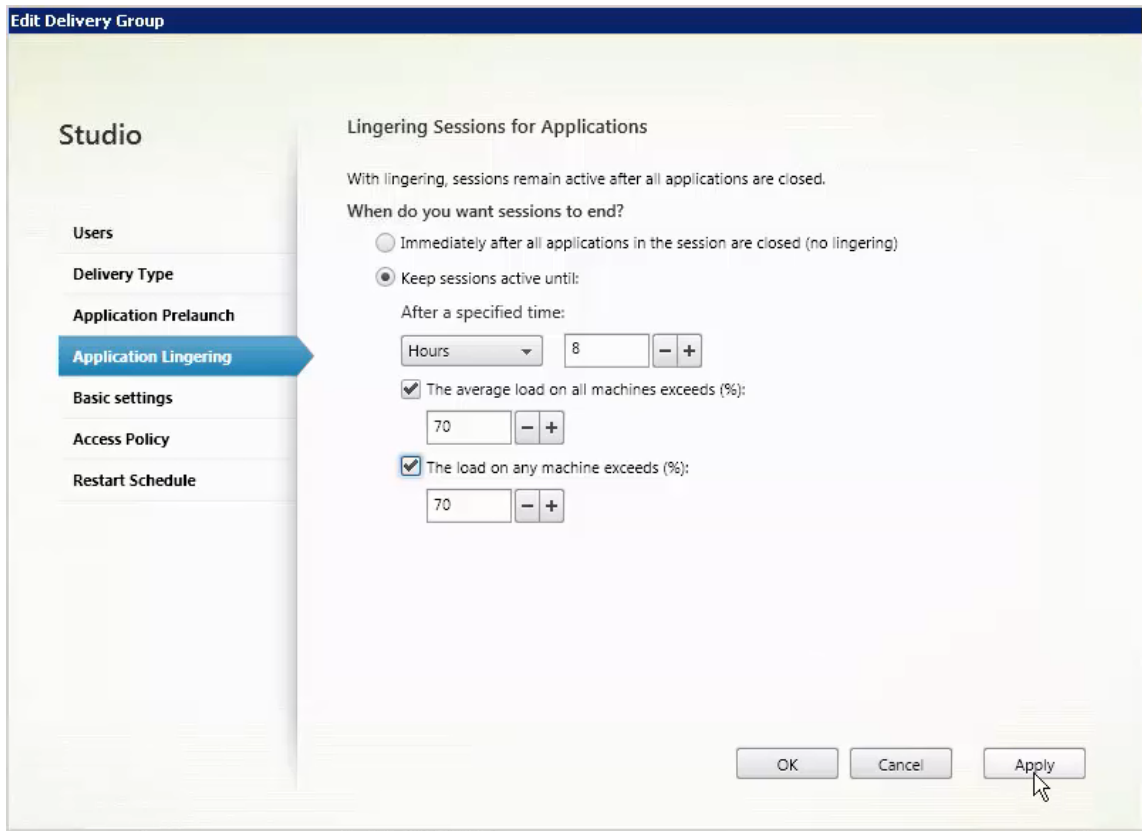 Edit Delivery Group
Studio
Users
Delivery Type
Application Prelaunch
Application Lingering
Basic settings
Access Policy
Restart Schedule
Lingering Sessions for Applications
With lingering, sessions remain active after all applications are closed.
When do you want sessions to end?
Immediately after all applications in the session are closed (no lingering)
Keep sessions active until:
After a specified time:
Hours 8 − +
The average load on all machines exceeds (%):
70 − +
The load on any machine exceeds (%):
70 − +
OK Cancel Apply